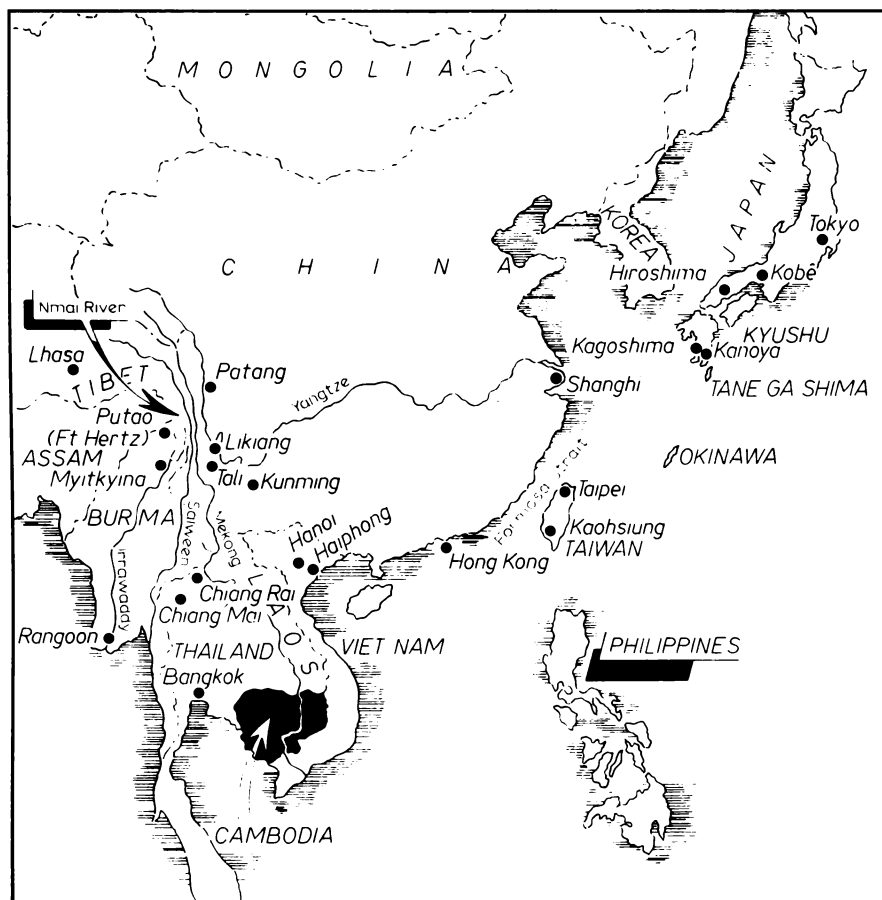 MONGOLIA
CHINA
KOREA
JAPAN
Tokyo
Hiroshima
Kobê
Nmai River
Lhasa
TIBET
Patang
Yangtze
Kagoshima
KYUSHU
Kanoya
Shanghi
TANE GA SHIMA
Putao
(Ft Hertz)
Likiang
ASSAM
Myitkyina
Tali
Kunming
OKINAWA
Formosa Strait
Taipei
BURMA
Salween
Mekong
Irrawaddy
Hanoi
Haiphong
Hong Kong
Kaohsiung
TAIWAN
Chiang Rai
Chiang Mai
LAOS
Rangoon
THAILAND
VIET NAM
Bangkok
PHILIPPINES
CAMBODIA